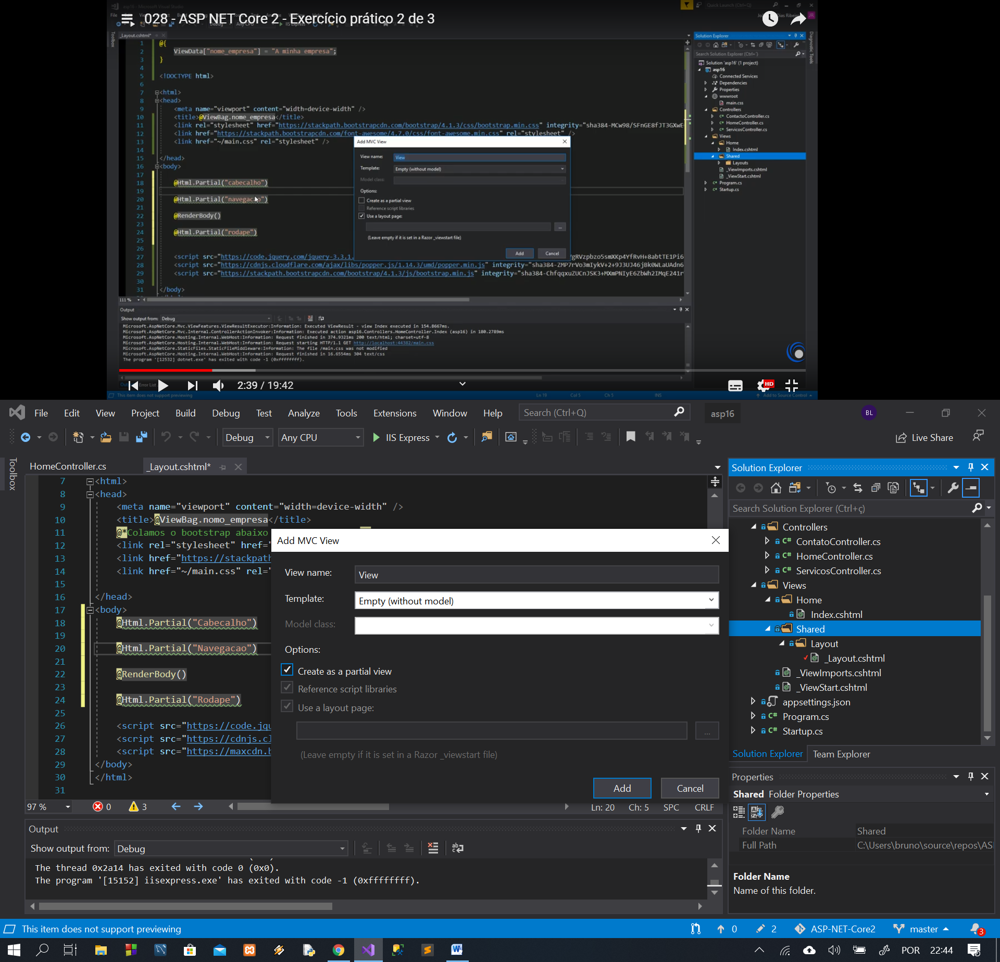 028 - ASP NET Core 2 - Exercício prático 2 de 3
_Layout.cshtml*
1 @{
2 ViewData["nome_empresa"] = "A minha empresa";
3 }
4
5 <!DOCTYPE html>
6
7 <html>
8 <head>
9 <meta name="viewport" content="width=device-width" />
10 <title>@ViewBag.nome_empresa</title>
11 <link rel="stylesheet" href="https://stackpath.bootstrapcdn.com/bootstrap/4.1.3/css/bootstrap.min.css" integrity="sha384-MCw98/SFnGE8fJT3GXwE
12 <link href="https://stackpath.bootstrapcdn.com/font-awesome/4.7.0/css/font-awesome.min.css" rel="stylesheet" />
13 <link href="~/main.css" rel="stylesheet" />
14
15 </head>
16 <body>
17
18 @Html.Partial("cabecalho")
19
20 @Html.Partial("navegacao")
21
22 @RenderBody()
23
24 @Html.Partial("rodape")
25
26
27 <script src="https://code.jquery.com/jquery-3.3.1.
28 <script src="https://cdnjs.cloudflare.com/ajax/libs/popper.js/1.14.3/umd/popper.min.js" integrity="sha384-ZMP7rVo3mIykV+2+9J3UJ46jBk0WLaUAdn6
29 <script src="https://stackpath.bootstrapcdn.com/bootstrap/4.1.3/js/bootstrap.min.js" integrity="sha384-ChfqqxuZUCnJSK3+MXmPNIyE6ZbWh2IMqE241r
30
31 </body>
111 %
Add MVC View
View name: View
Template: Empty (without model)
Model class:
Options:
Create as a partial view
Reference script libraries
Use a layout page:
...
(Leave empty if it is set in a Razor _viewstart file)
Add Cancel
Solution Explorer
Search Solution Explorer (Ctrl+´)
Solution 'asp16' (1 project)
asp16
Connected Services
Dependencies
Properties
wwwroot
main.css
Controllers
ContactoController.cs
HomeController.cs
ServicosController.cs
Views
Home
Index.cshtml
Shared
Layouts
_ViewImports.cshtml
_ViewStart.cshtml
Program.cs
Startup.cs
Toolbox
Diagnostic Tools
Output
Show output from: Debug
Microsoft.AspNetCore.Mvc.ViewFeatures.ViewResultExecutor:Information: Executed ViewResult - view Index executed in 154.8667ms.
Microsoft.AspNetCore.Mvc.Internal.ControllerActionInvoker:Information: Executed action asp16.Controllers.HomeController.Index (asp16) in 180.2789ms
Microsoft.AspNetCore.Hosting.Internal.WebHost:Information: Request finished in 374.9321ms 200 text/html; charset=utf-8
Microsoft.AspNetCore.Hosting.Internal.WebHost:Information: Request starting HTTP/1.1 GET http://localhost:44382/main.css
Microsoft.AspNetCore.StaticFiles.StaticFileMiddleware:Information: The file /main.css was not modified
Microsoft.AspNetCore.Hosting.Internal.WebHost:Information: Request finished in 16.6554ms 304 text/css
The program '[12532] dotnet.exe' has exited with code -1 (0xffffffff).
2:39 / 19:42
HD
This item does not support previewing Ln 19 Col 5 Ch 5 INS Add to Source Control
File Edit View Project Build Debug Test Analyze Tools Extensions Window Help Search (Ctrl+Q) asp16 BL
Debug Any CPU IIS Express Live Share
Toolbox
HomeController.cs _Layout.cshtml*
7 <html>
8 <head>
9 <meta name="viewport" content="width=device-width" />
10 <title>@ViewBag.nomo_empresa</title>
11 @*Colamos o bootstrap abaixo
12 <link rel="stylesheet" href="
13 <link href="https://stackpath
14 <link href="~/main.css" rel="
15
16 </head>
17 <body>
18 @Html.Partial("Cabecalho")
19
20 @Html.Partial("Navegacao")
21
22 @RenderBody()
23
24 @Html.Partial("Rodape")
25
26 <script src="https://code.jqu
27 <script src="https://cdnjs.cl
28 <script src="https://maxcdn.b
29 </body>
30 </html>
31
97 % 0 3 Ln: 20 Ch: 5 SPC CRLF
Add MVC View
View name: View
Template: Empty (without model)
Model class:
Options:
Create as a partial view
Reference script libraries
Use a layout page:
...
(Leave empty if it is set in a Razor _viewstart file)
Add Cancel
Solution Explorer
Search Solution Explorer (Ctrl+ç)
Controllers
C# ContatoController.cs
C# HomeController.cs
C# ServicosController.cs
Views
Home
Index.cshtml
Shared
Layout
_Layout.cshtml
_ViewImports.cshtml
_ViewStart.cshtml
appsettings.json
C# Program.cs
C# Startup.cs
Solution Explorer Team Explorer
Properties
Shared Folder Properties
Folder Name Shared
Full Path C:\Users\bruno\source\repos\AS
Folder Name
Name of this folder.
Output
Show output from: Debug
The thread 0x2a14 has exited with code 0 (0x0).
The program '[15152] iisexpress.exe' has exited with code -1 (0xffffffff).
This item does not support previewing 0 2 ASP-NET-Core2 master 3
POR 22:44